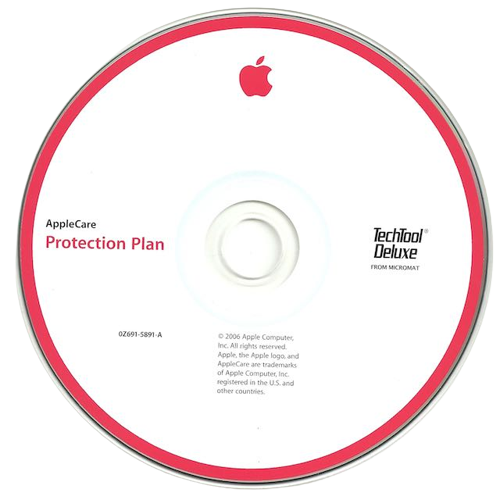 AppleCare
Protection Plan
TechTool®
Deluxe
FROM MICROMAT
0Z691-5891-A
© 2006 Apple Computer,
Inc. All rights reserved.
Apple, the Apple logo, and
AppleCare are trademarks
of Apple Computer, Inc.
registered in the U.S. and
other countries.